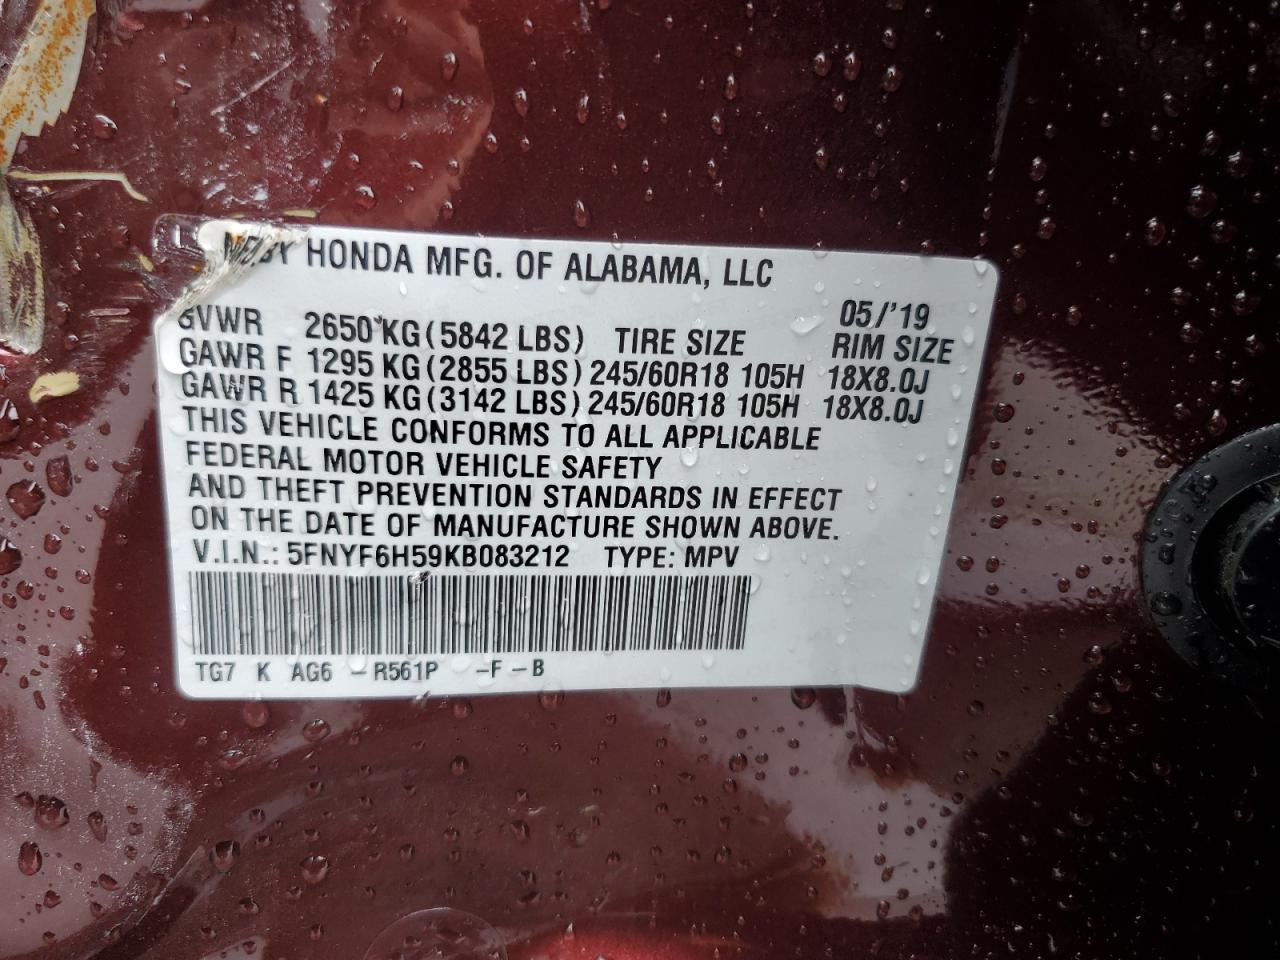 MFD BY HONDA MFG. OF ALABAMA, LLC
05/'19
GVWR 2650 KG (5842 LBS) TIRE SIZE RIM SIZE
GAWR F 1295 KG (2855 LBS) 245/60R18 105H 18X8.0J
GAWR R 1425 KG (3142 LBS) 245/60R18 105H 18X8.0J
THIS VEHICLE CONFORMS TO ALL APPLICABLE
FEDERAL MOTOR VEHICLE SAFETY
AND THEFT PREVENTION STANDARDS IN EFFECT
ON THE DATE OF MANUFACTURE SHOWN ABOVE.
V.I.N.: 5FNYF6H59KB083212 TYPE: MPV
TG7 K AG6 – R561P –F – B